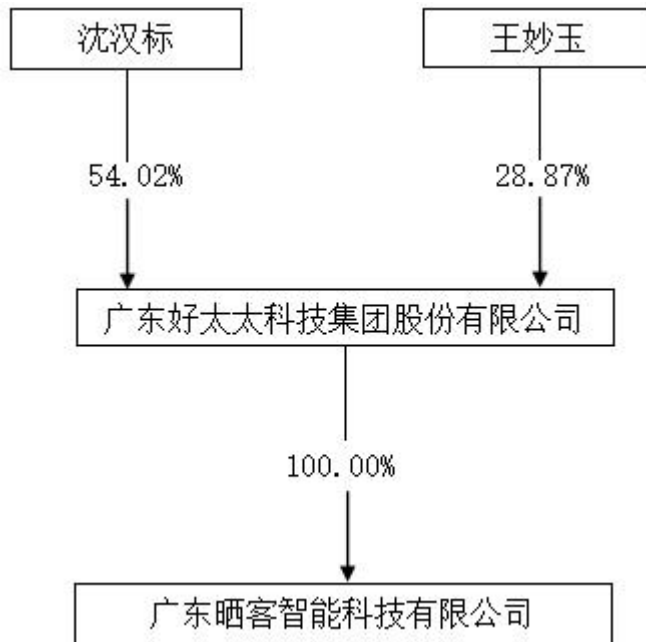 沈汉标
王妙玉
54.02%
28.87%
广东好太太科技集团股份有限公司
100.00%
广东晒客智能科技有限公司